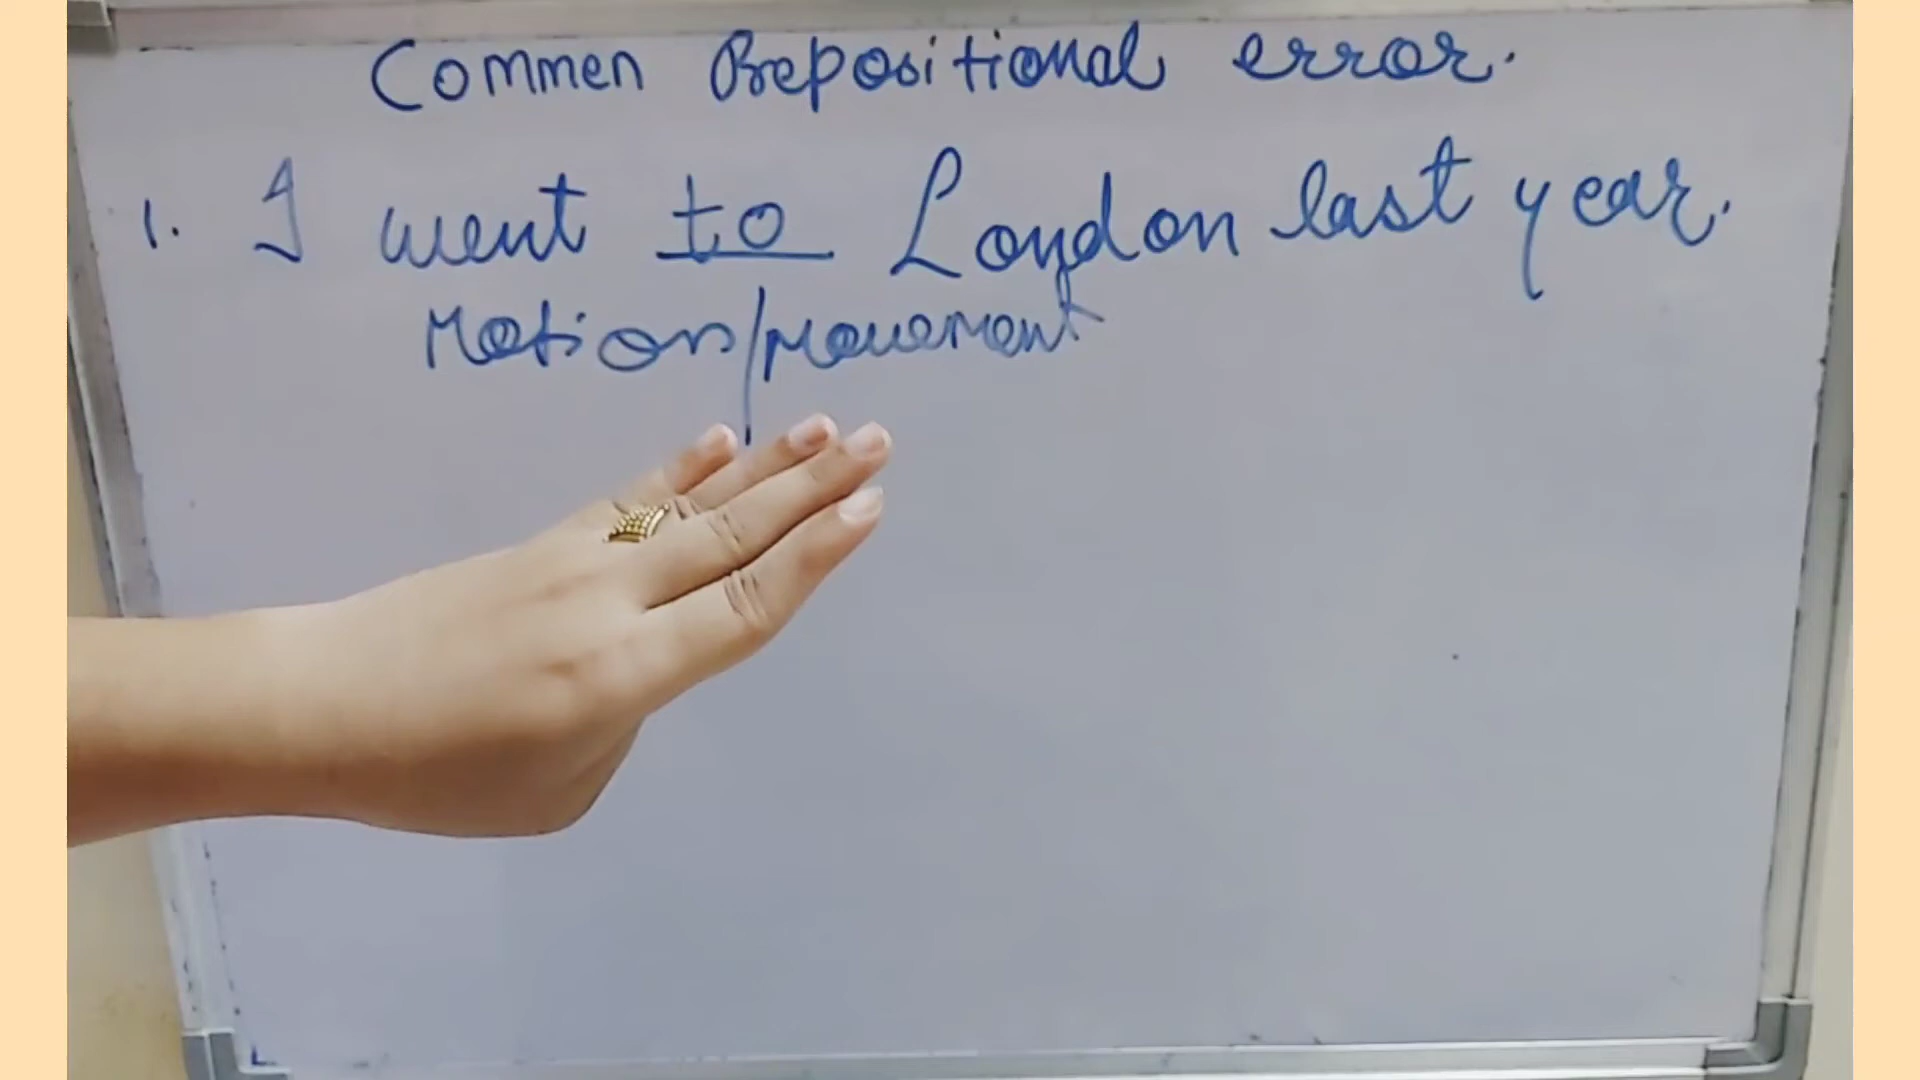 Commen Prepositional error.
1. I went to London last year.
Motion/Movement